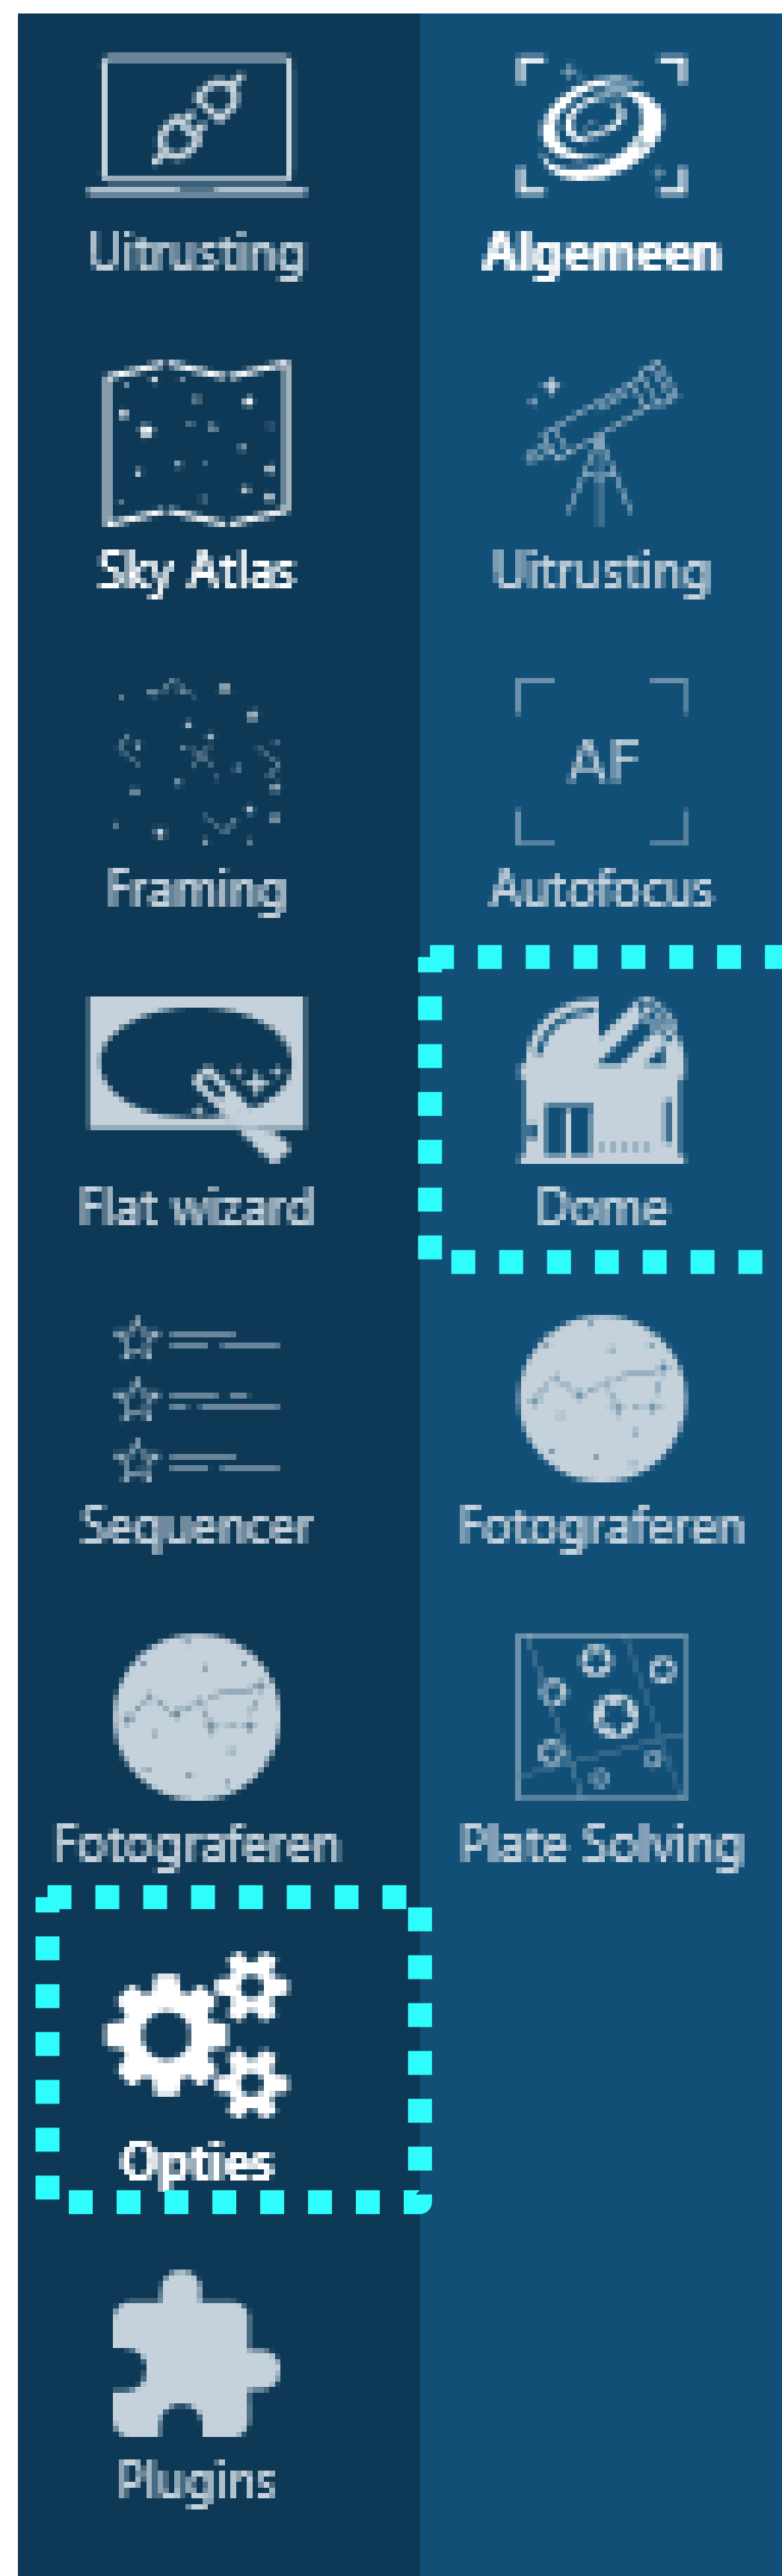 Uitrusting
Sky Atlas
Framing
Flat wizard
Sequencer
Fotograferen
Opties
Plugins
Algemeen
Uitrusting
AF
Autofocus
Dome
Fotograferen
Plate Solving